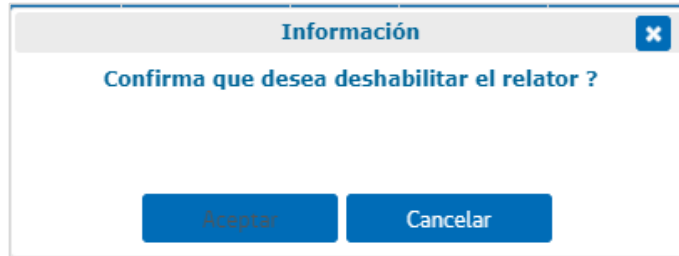 Información
Confirma que desea deshabilitar el relator ?
Aceptar
Cancelar